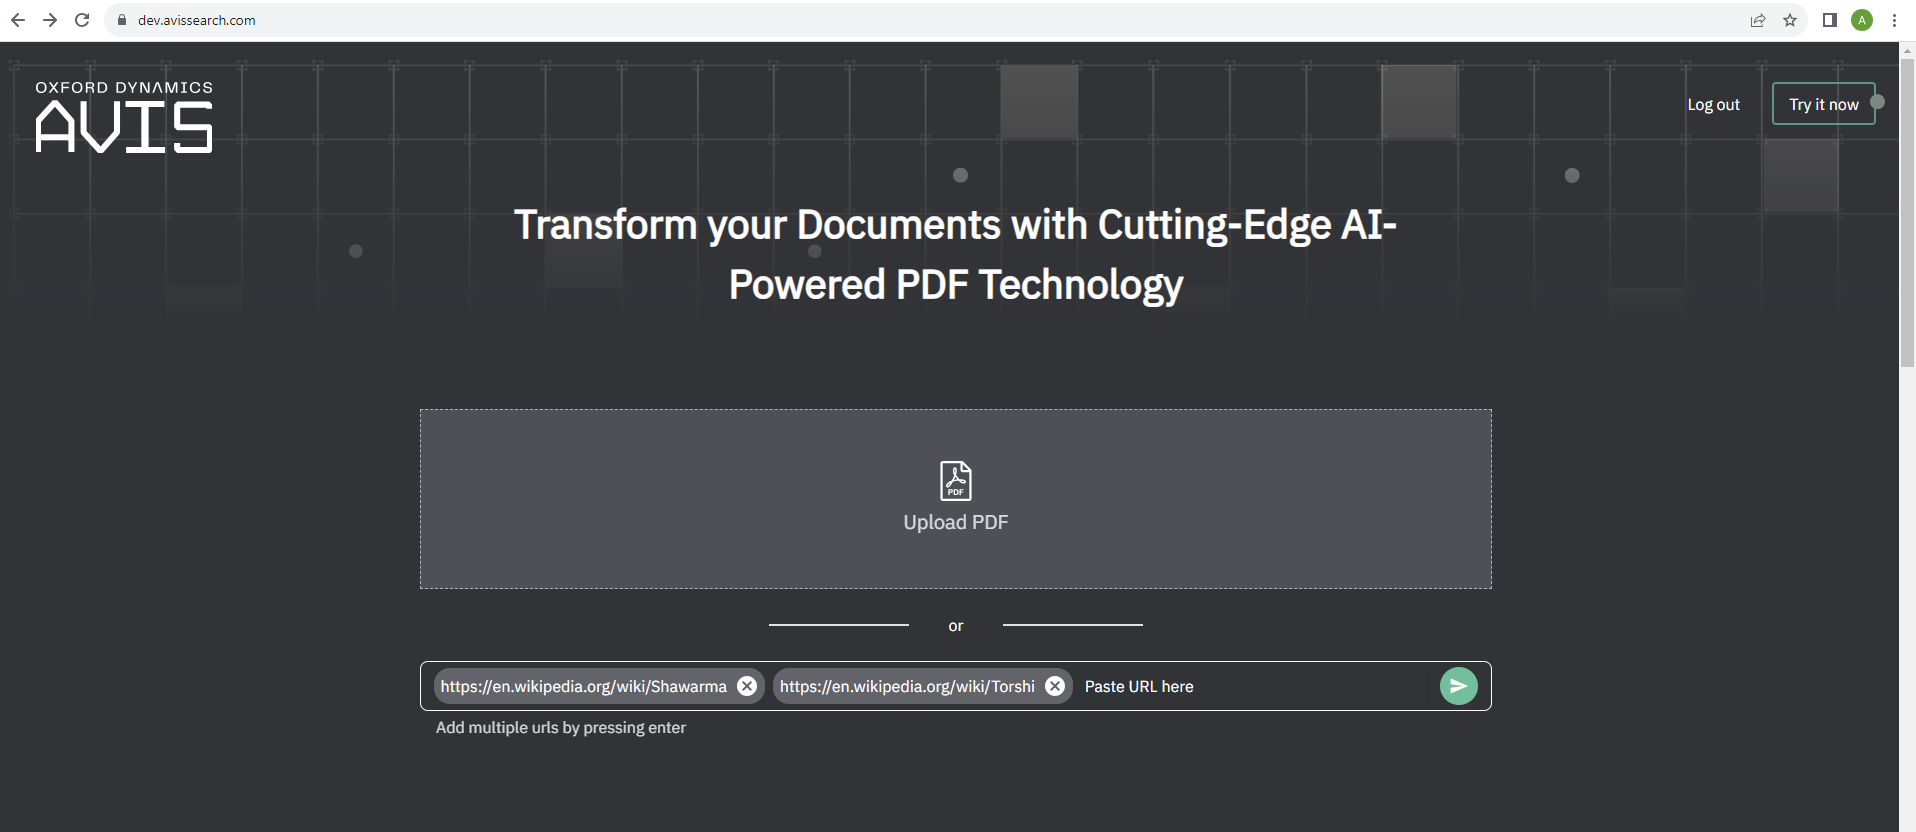 dev.avissearch.com
A
OXFORD DYNAMICS
AVIS
Log out
Try it now
Transform your Documents with Cutting-Edge AI-
Powered PDF Technology
PDF
Upload PDF
or
https://en.wikipedia.org/wiki/Shawarma https://en.wikipedia.org/wiki/Torshi Paste URL here
Add multiple urls by pressing enter